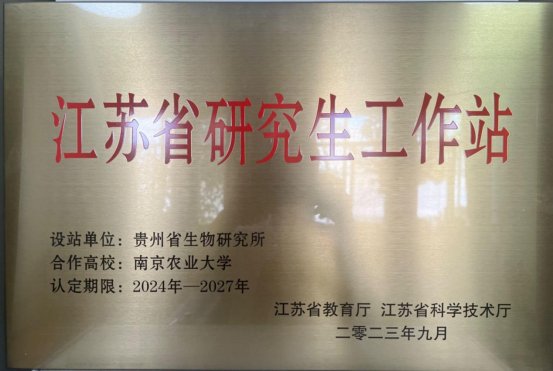 江苏省研究生工作站
设站单位：贵州省生物研究所
合作高校：南京农业大学
认定期限：2024年—2027年
江苏省教育厅 江苏省科学技术厅
二零二三年九月